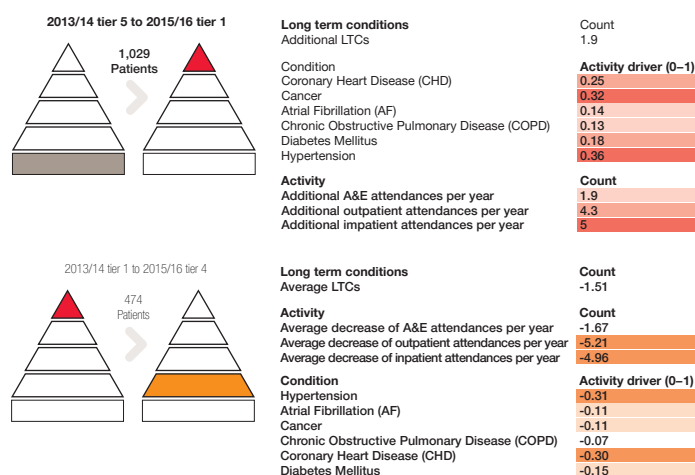 2013/14 tier 5 to 2015/16 tier 1
1,029
Patients
Long term conditions Count
Additional LTCs 1.9
Condition Activity driver (0–1)
Coronary Heart Disease (CHD) 0.25
Cancer 0.32
Atrial Fibrillation (AF) 0.14
Chronic Obstructive Pulmonary Disease (COPD) 0.13
Diabetes Mellitus 0.18
Hypertension 0.36
Activity Count
Additional A&E attendances per year 1.9
Additional outpatient attendances per year 4.3
Additional impatient attendances per year 5
2013/14 tier 1 to 2015/16 tier 4
474
Patients
Long term conditions Count
Average LTCs -1.51
Activity Count
Average decrease of A&E attendances per year -1.67
Average decrease of outpatient attendances per year -5.21
Average decrease of inpatient attendances per year -4.96
Condition Activity driver (0–1)
Hypertension -0.31
Atrial Fibrillation (AF) -0.11
Cancer -0.11
Chronic Obstructive Pulmonary Disease (COPD) -0.07
Coronary Heart Disease (CHD) -0.30
Diabetes Mellitus -0.15